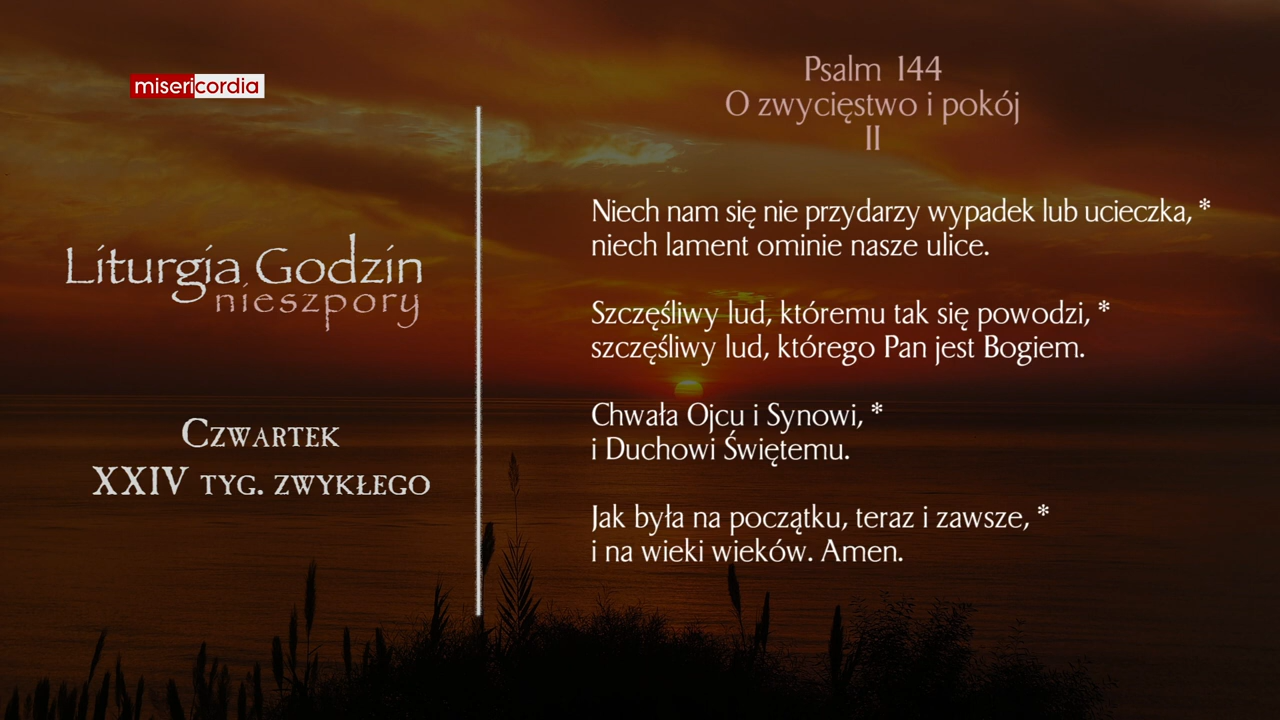 misericordia
Liturgia Godzin
nieszpory
Czwartek
XXIV tyg. zwykłego
Psalm 144
O zwycięstwo i pokój
II
Niech nam się nie przydarzy wypadek lub ucieczka, *
niech lament ominie nasze ulice.
Szczęśliwy lud, któremu tak się powodzi, *
szczęśliwy lud, którego Pan jest Bogiem.
Chwała Ojcu i Synowi, *
i Duchowi Świętemu.
Jak była na początku, teraz i zawsze, *
i na wieki wieków. Amen.